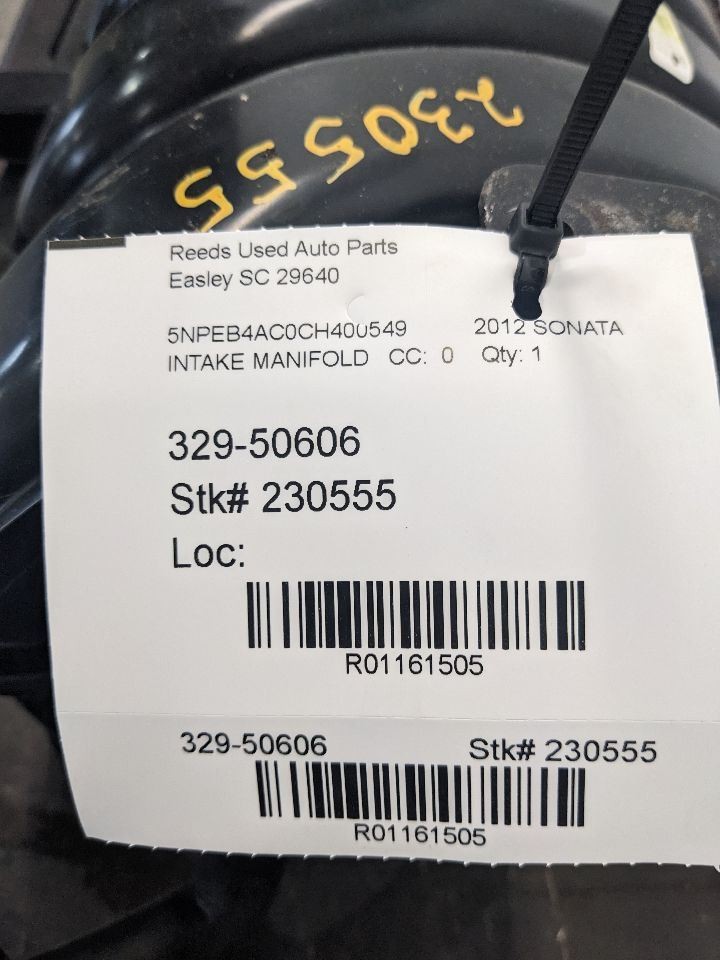 230555
Reeds Used Auto Parts
Easley SC 29640
5NPEB4AC0CH400549 2012 SONATA
INTAKE MANIFOLD CC: 0 Qty: 1
329-50606
Stk# 230555
Loc:
R01161505
329-50606 Stk# 230555
R01161505